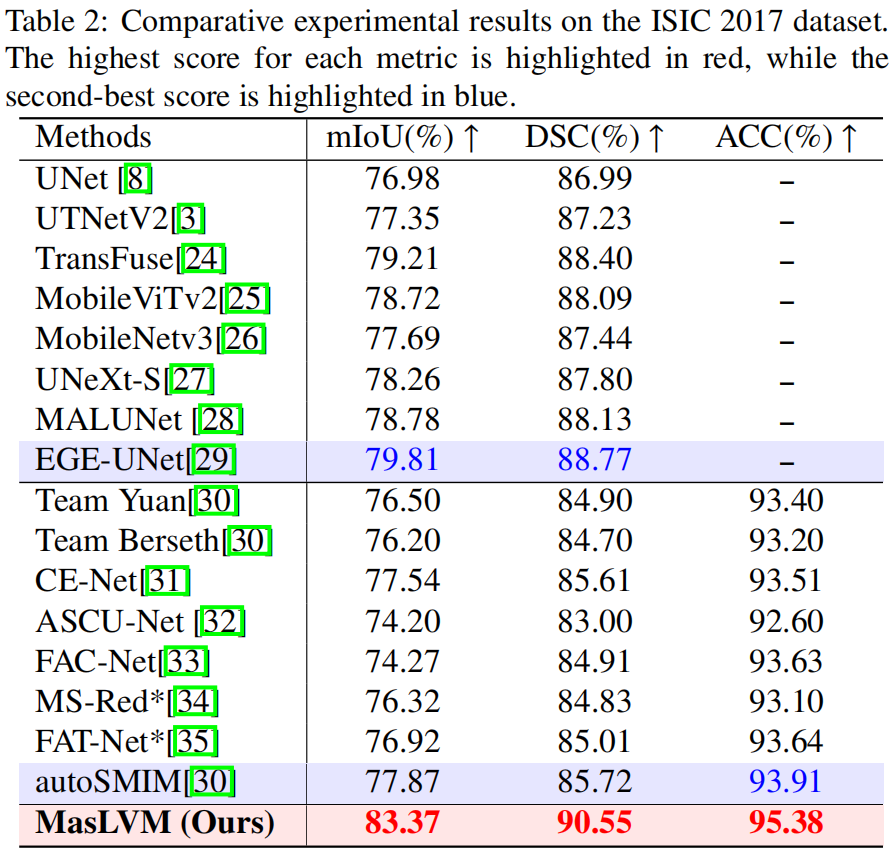 Table 2: Comparative experimental results on the ISIC 2017 dataset.
The highest score for each metric is highlighted in red, while the
second-best score is highlighted in blue.
Methods mIoU(%) ↑ DSC(%) ↑ ACC(%) ↑
UNet [8] 76.98 86.99 –
UTNetV2[3] 77.35 87.23 –
TransFuse[24] 79.21 88.40 –
MobileViTv2[25] 78.72 88.09 –
MobileNetv3[26] 77.69 87.44 –
UNeXt-S[27] 78.26 87.80 –
MALUNet [28] 78.78 88.13 –
EGE-UNet[29] 79.81 88.77 –
Team Yuan[30] 76.50 84.90 93.40
Team Berseth[30] 76.20 84.70 93.20
CE-Net[31] 77.54 85.61 93.51
ASCU-Net [32] 74.20 83.00 92.60
FAC-Net[33] 74.27 84.91 93.63
MS-Red*[34] 76.32 84.83 93.10
FAT-Net*[35] 76.92 85.01 93.64
autoSMIM[30] 77.87 85.72 93.91
MasLVM (Ours) 83.37 90.55 95.38